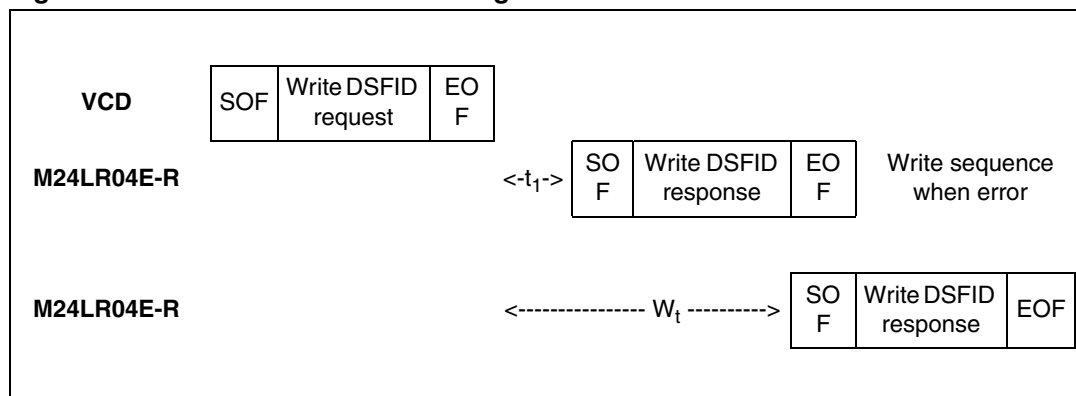 VCD SOF Write DSFID request EO F
M24LR04E-R <-t1-> SO F Write DSFID response EO F Write sequence when error
M24LR04E-R <---------------- Wt ----------> SO F Write DSFID response EOF